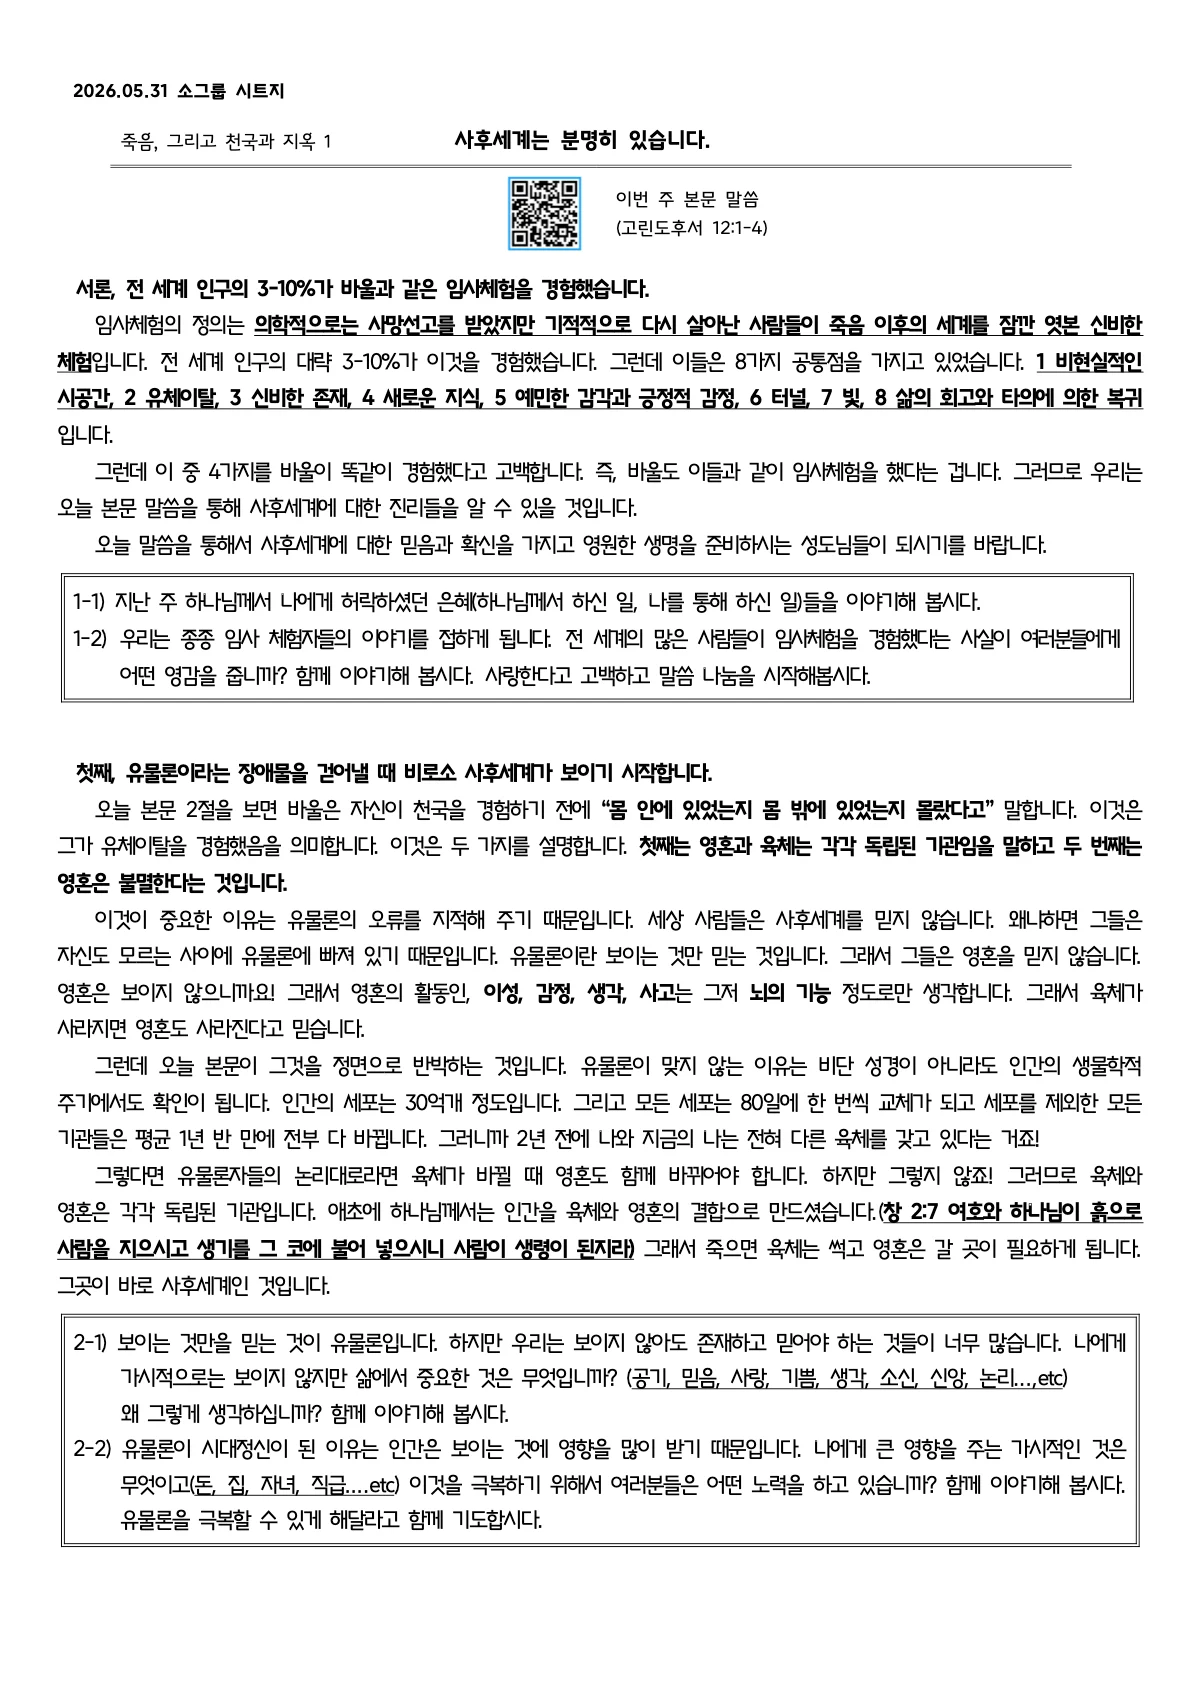 2026.05.31 소그룹 시트지
죽음, 그리고 천국과 지옥 1 사후세계는 분명히 있습니다.
이번 주 본문 말씀
(고린도후서 12:1-4)
서론, 전 세계 인구의 3-10%가 바울과 같은 임사체험을 경험했습니다.
임사체험의 정의는 의학적으로는 사망선고를 받았지만 기적적으로 다시 살아난 사람들이 죽음 이후의 세계를 잠깐 엿본 신비한
체험입니다. 전 세계 인구의 대략 3-10%가 이것을 경험했습니다. 그런데 이들은 8가지 공통점을 가지고 있었습니다. 1 비현실적인
시공간, 2 유체이탈, 3 신비한 존재, 4 새로운 지식, 5 예민한 감각과 긍정적 감정, 6 터널, 7 빛, 8 삶의 회고와 타의에 의한 복귀
입니다.
그런데 이 중 4가지를 바울이 똑같이 경험했다고 고백합니다. 즉, 바울도 이들과 같이 임사체험을 했다는 겁니다. 그러므로 우리는
오늘 본문 말씀을 통해 사후세계에 대한 진리들을 알 수 있을 것입니다.
오늘 말씀을 통해서 사후세계에 대한 믿음과 확신을 가지고 영원한 생명을 준비하시는 성도님들이 되시기를 바랍니다.
1-1) 지난 주 하나님께서 나에게 허락하셨던 은혜(하나님께서 하신 일, 나를 통해 하신 일)들을 이야기해 봅시다.
1-2) 우리는 종종 임사 체험자들의 이야기를 접하게 됩니다. 전 세계의 많은 사람들이 임사체험을 경험했다는 사실이 여러분들에게
어떤 영감을 줍니까? 함께 이야기해 봅시다. 사랑한다고 고백하고 말씀 나눔을 시작해봅시다.
첫째, 유물론이라는 장애물을 걷어낼 때 비로소 사후세계가 보이기 시작합니다.
오늘 본문 2절을 보면 바울은 자신이 천국을 경험하기 전에 “몸 안에 있었는지 몸 밖에 있었는지 몰랐다고” 말합니다. 이것은
그가 유체이탈을 경험했음을 의미합니다. 이것은 두 가지를 설명합니다. 첫째는 영혼과 육체는 각각 독립된 기관임을 말하고 두 번째는
영혼은 불멸한다는 것입니다.
이것이 중요한 이유는 유물론의 오류를 지적해 주기 때문입니다. 세상 사람들은 사후세계를 믿지 않습니다. 왜냐하면 그들은
자신도 모르는 사이에 유물론에 빠져 있기 때문입니다. 유물론이란 보이는 것만 믿는 것입니다. 그래서 그들은 영혼을 믿지 않습니다.
영혼은 보이지 않으니까요! 그래서 영혼의 활동인, 이성, 감정, 생각, 사고는 그저 뇌의 기능 정도로만 생각합니다. 그래서 육체가
사라지면 영혼도 사라진다고 믿습니다.
그런데 오늘 본문이 그것을 정면으로 반박하는 것입니다. 유물론이 맞지 않는 이유는 비단 성경이 아니라도 인간의 생물학적
주기에서도 확인이 됩니다. 인간의 세포는 30억개 정도입니다. 그리고 모든 세포는 80일에 한 번씩 교체가 되고 세포를 제외한 모든
기관들은 평균 1년 반 만에 전부 다 바뀝니다. 그러니까 2년 전에 나와 지금의 나는 전혀 다른 육체를 갖고 있다는 거죠!
그렇다면 유물론자들의 논리대로라면 육체가 바뀔 때 영혼도 함께 바뀌어야 합니다. 하지만 그렇지 않죠! 그러므로 육체와
영혼은 각각 독립된 기관입니다. 애초에 하나님께서는 인간을 육체와 영혼의 결합으로 만드셨습니다.(창 2:7 여호와 하나님이 흙으로
사람을 지으시고 생기를 그 코에 불어 넣으시니 사람이 생령이 된지라) 그래서 죽으면 육체는 썩고 영혼은 갈 곳이 필요하게 됩니다.
그곳이 바로 사후세계인 것입니다.
2-1) 보이는 것만을 믿는 것이 유물론입니다. 하지만 우리는 보이지 않아도 존재하고 믿어야 하는 것들이 너무 많습니다. 나에게
가시적으로는 보이지 않지만 삶에서 중요한 것은 무엇입니까? (공기, 믿음, 사랑, 기쁨, 생각, 소신, 신앙, 논리...,etc)
왜 그렇게 생각하십니까? 함께 이야기해 봅시다.
2-2) 유물론이 시대정신이 된 이유는 인간은 보이는 것에 영향을 많이 받기 때문입니다. 나에게 큰 영향을 주는 가시적인 것은
무엇이고(돈, 집, 자녀, 직급....etc) 이것을 극복하기 위해서 여러분들은 어떤 노력을 하고 있습니까? 함께 이야기해 봅시다.
유물론을 극복할 수 있게 해달라고 함께 기도합시다.